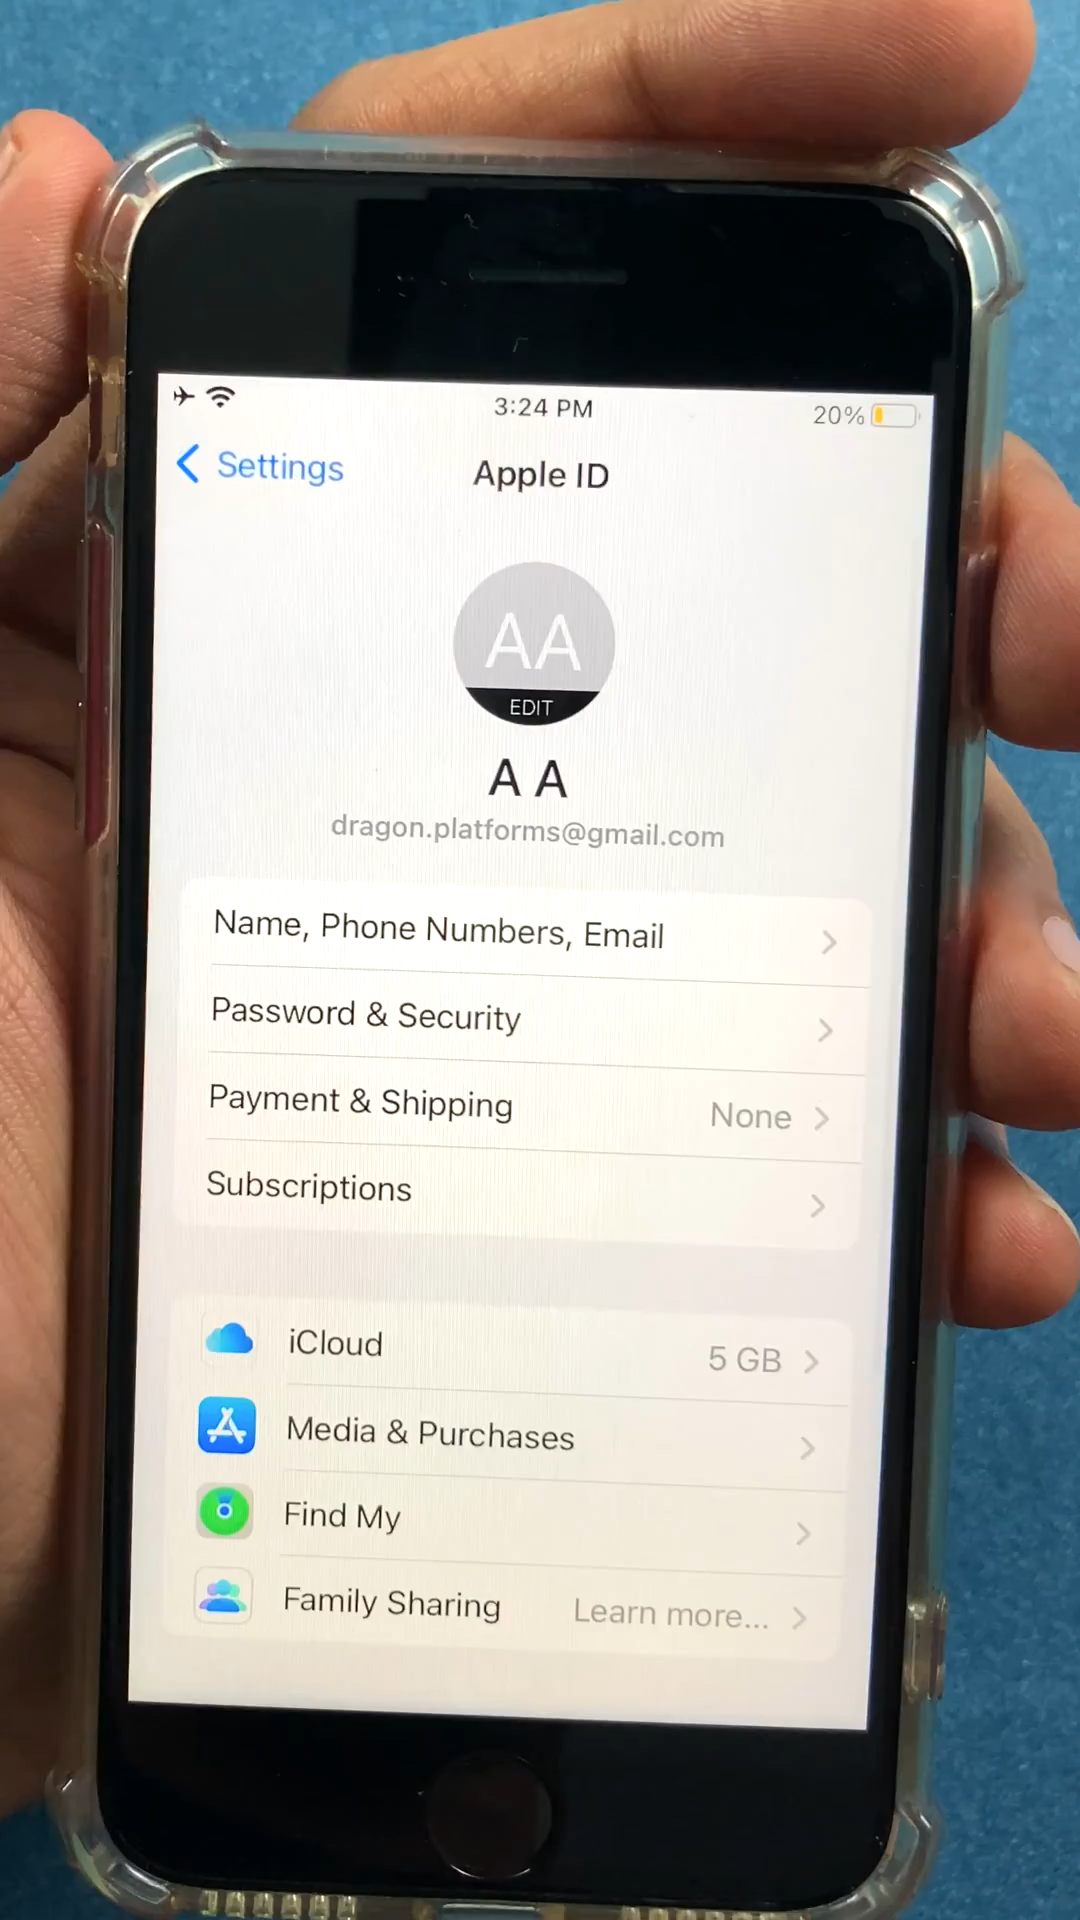 3:24 PM
20%
Settings
Apple ID
AA
EDIT
A A
dragon.platforms@gmail.com
Name, Phone Numbers, Email
Password & Security
Payment & Shipping None
Subscriptions
iCloud 5 GB
Media & Purchases
Find My
Family Sharing Learn more...